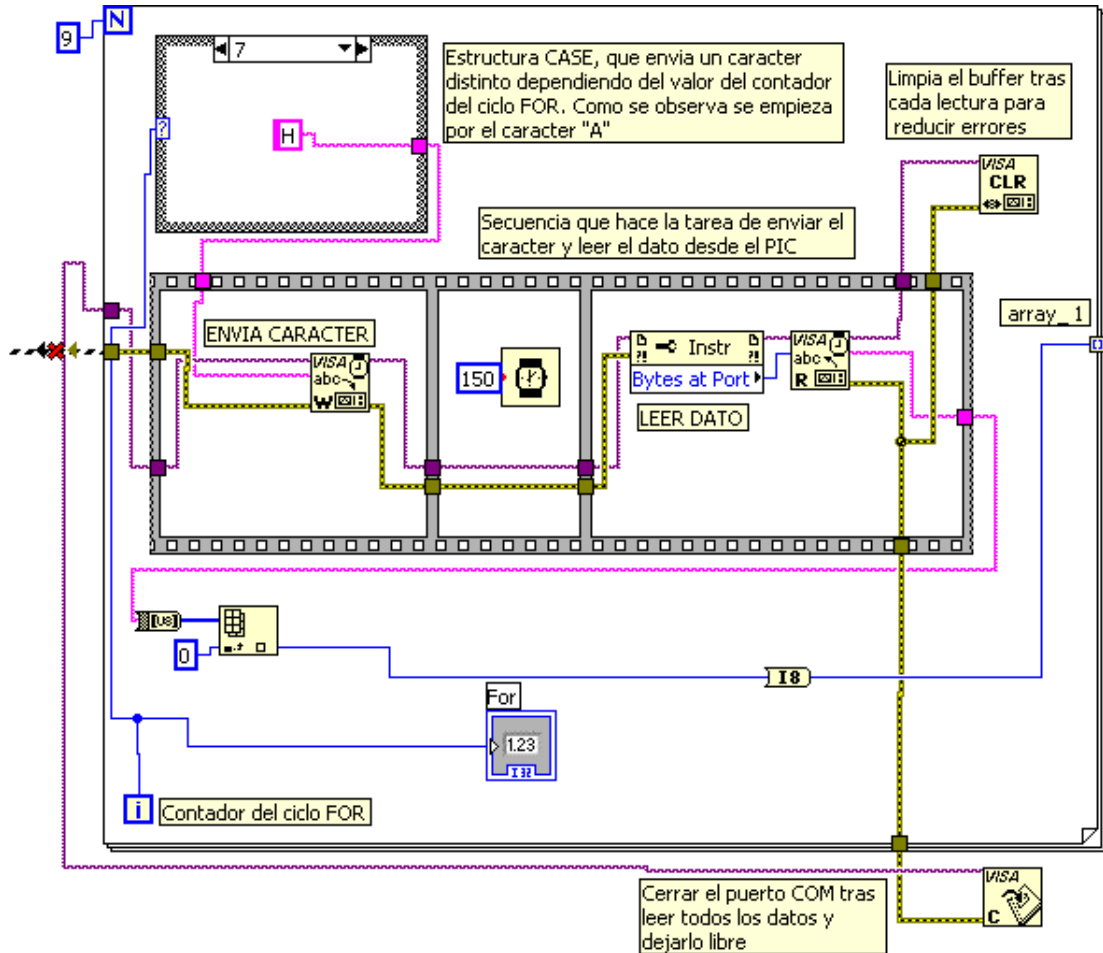 9
N
7
H
?
Estructura CASE, que envia un caracter
distinto dependiendo del valor del contador
del ciclo FOR. Como se observa se empieza
por el caracter "A"
Limpia el buffer tras
cada lectura para
reducir errores
VISA
CLR
Secuencia que hace la tarea de enviar el
caracter y leer el dato desde el PIC
array_1
ENVIA CARACTER
VISA
abc
W
150
?!
Instr
?!
Bytes at Port
VISA
abc
R
LEER DATO
[U8]
0
I8
For
1.23
I32
i
Contador del ciclo FOR
Cerrar el puerto COM tras
leer todos los datos y
dejarlo libre
VISA
C